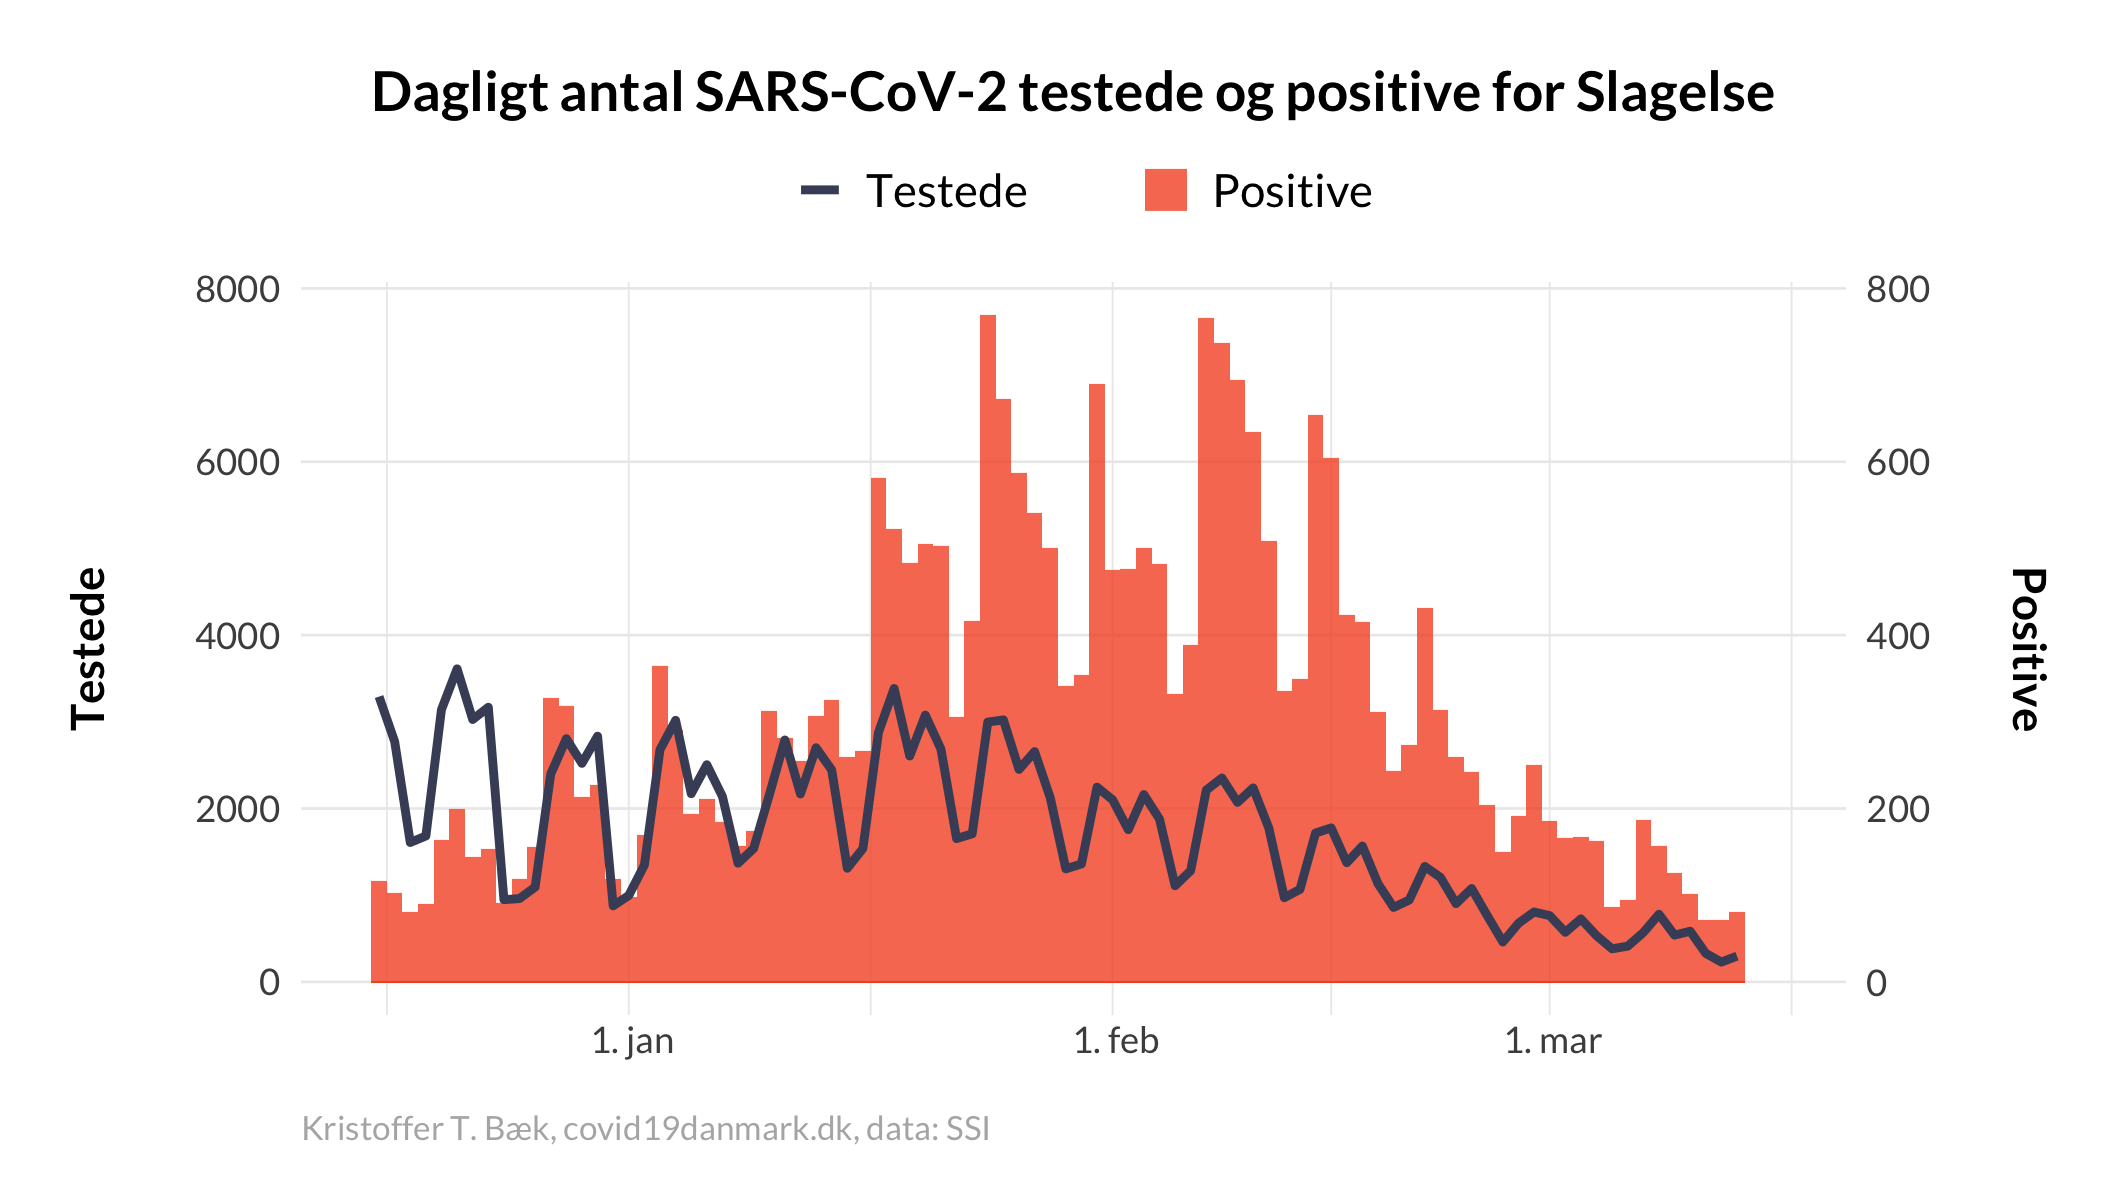 Dagligt antal SARS-CoV-2 testede og positive for Slagelse
Testede
Positive
8000
6000
4000
2000
0
Testede
800
600
400
200
0
Positive
1. jan
1. feb
1. mar
Kristoffer T. Bæk, covid19danmark.dk, data: SSI